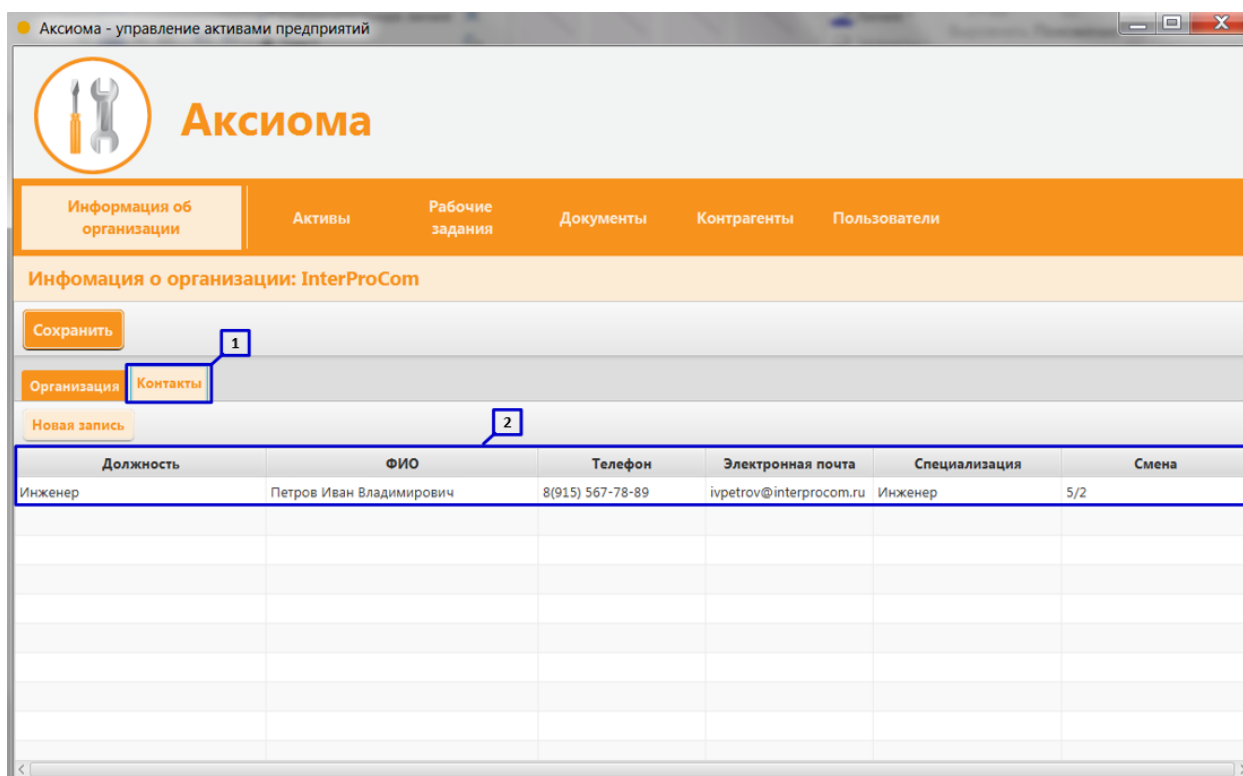 Аксиома - управление активами предприятий
Аксиома
Информация об
организации
Активы
Рабочие
задания
Документы
Контрагенты
Пользователи
Инфомация о организации: InterProCom
Сохранить
1
Организация Контакты
Новая запись
2
Должность ФИО Телефон Электронная почта Специализация Смена
Инженер Петров Иван Владимирович 8(915) 567-78-89 ivpetrov@interprocom.ru Инженер 5/2